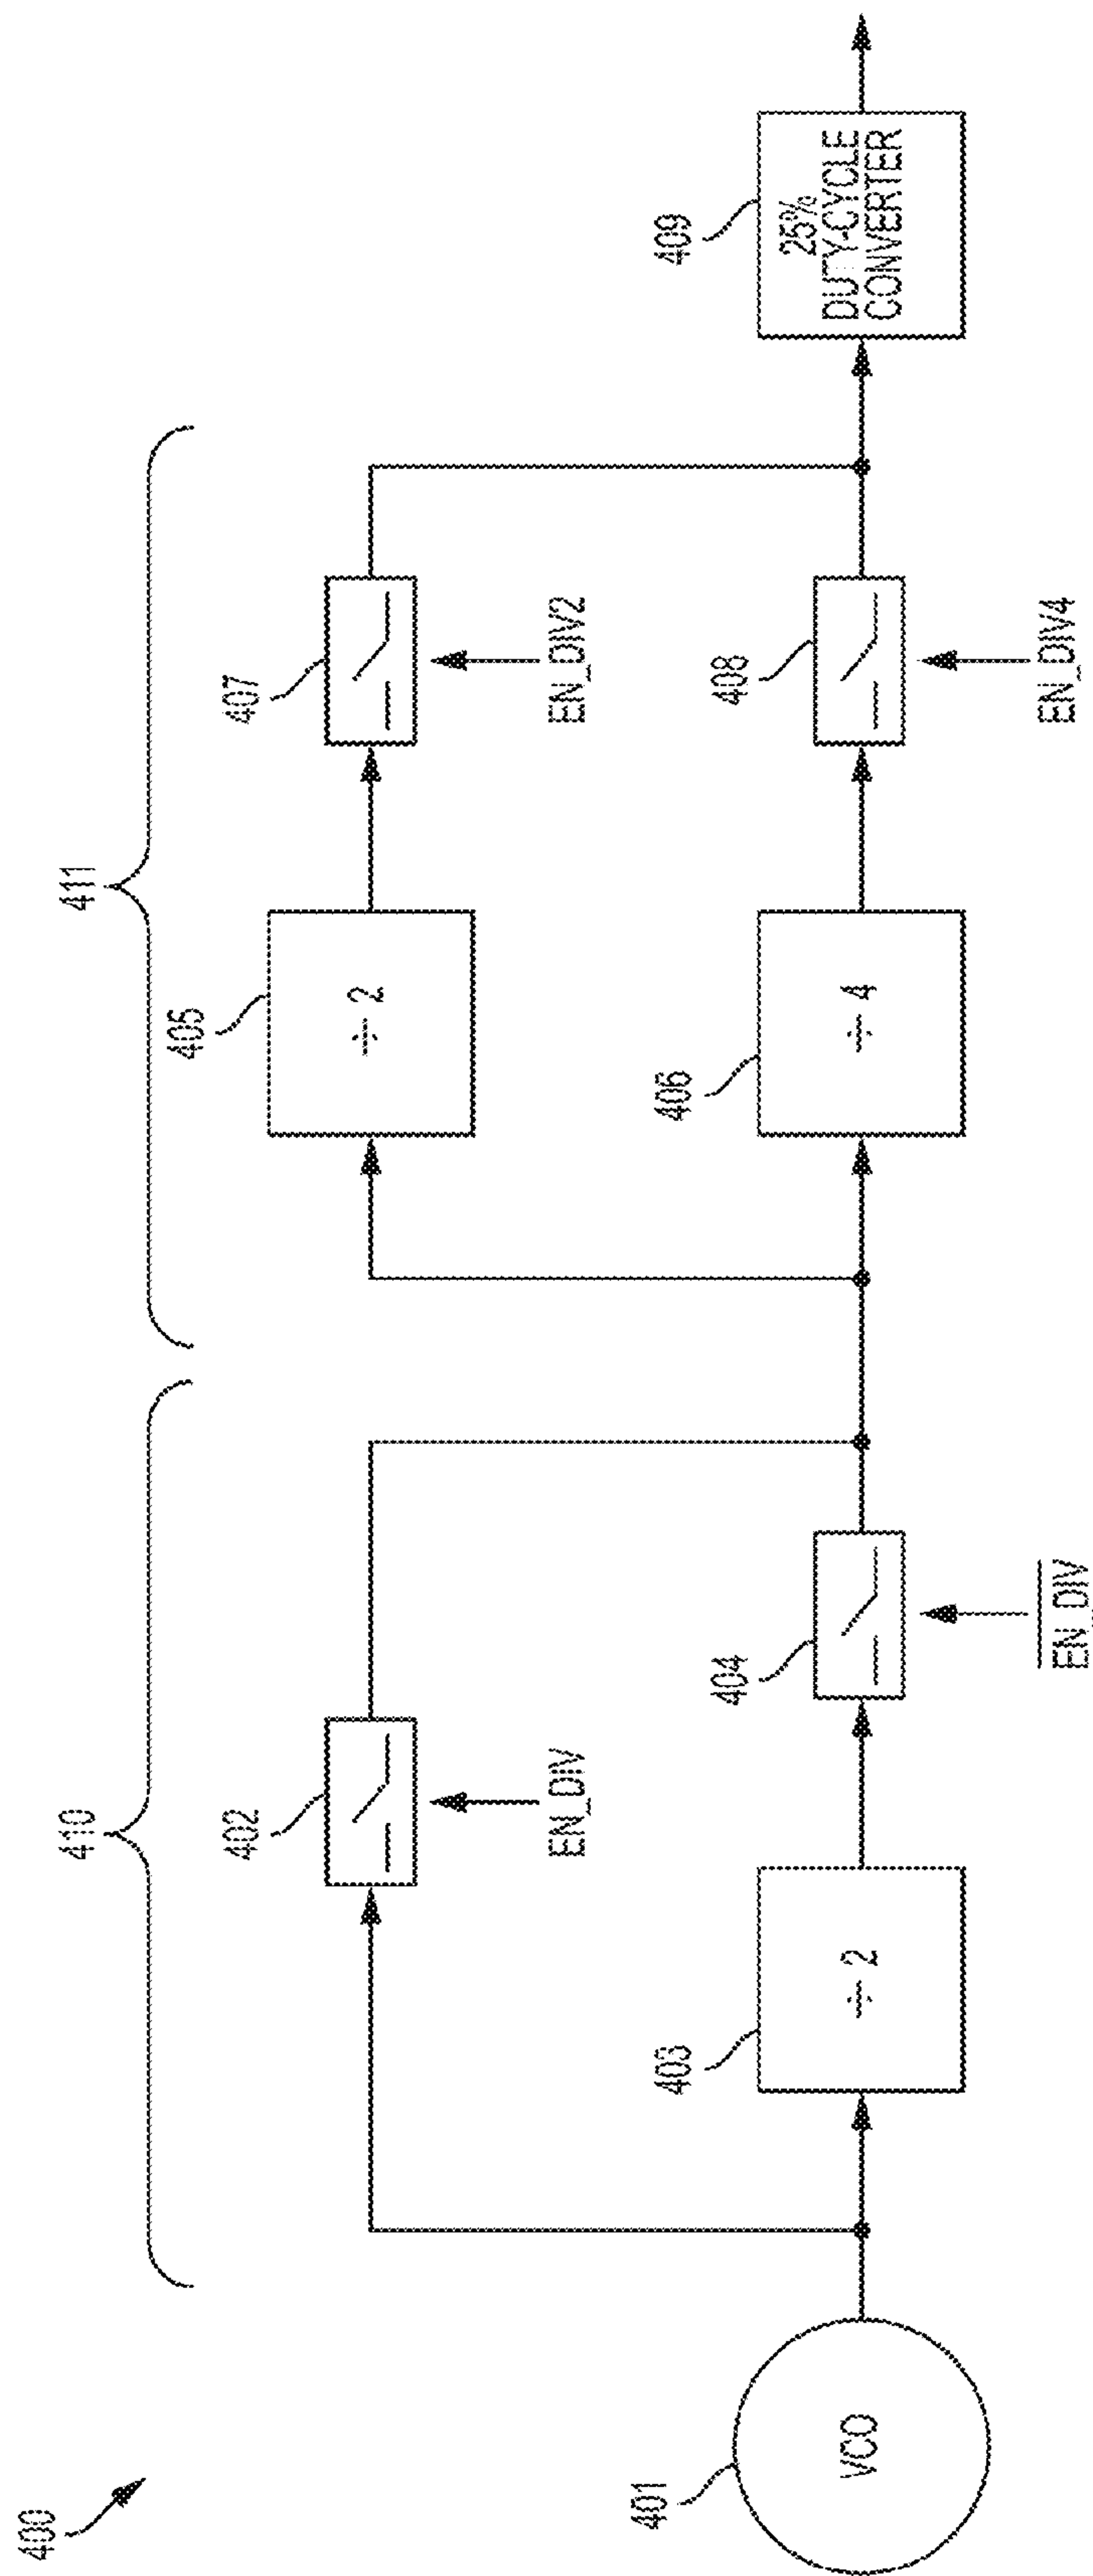 400
410
411
401
VCO
402
EN_DIV
403
÷ 2
404
EN_DIV
405
÷ 2
406
÷ 4
407
EN_DIV2
408
EN_DIV4
409
25%
DUTY-CYCLE
CONVERTER